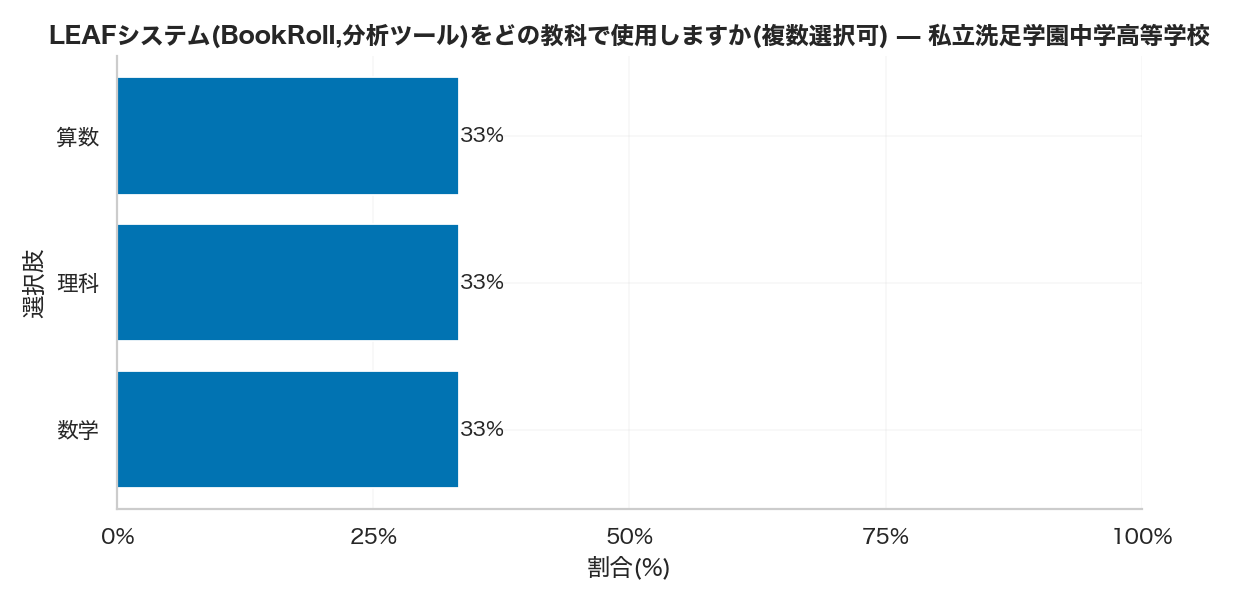 LEAFシステム(BookRoll,分析ツール)をどの教科で使用しますか(複数選択可) — 私立洗足学園中学高等学校
算数
33%
選択肢
理科
33%
数学
33%
0%
25%
50%
75%
100%
割合(%)